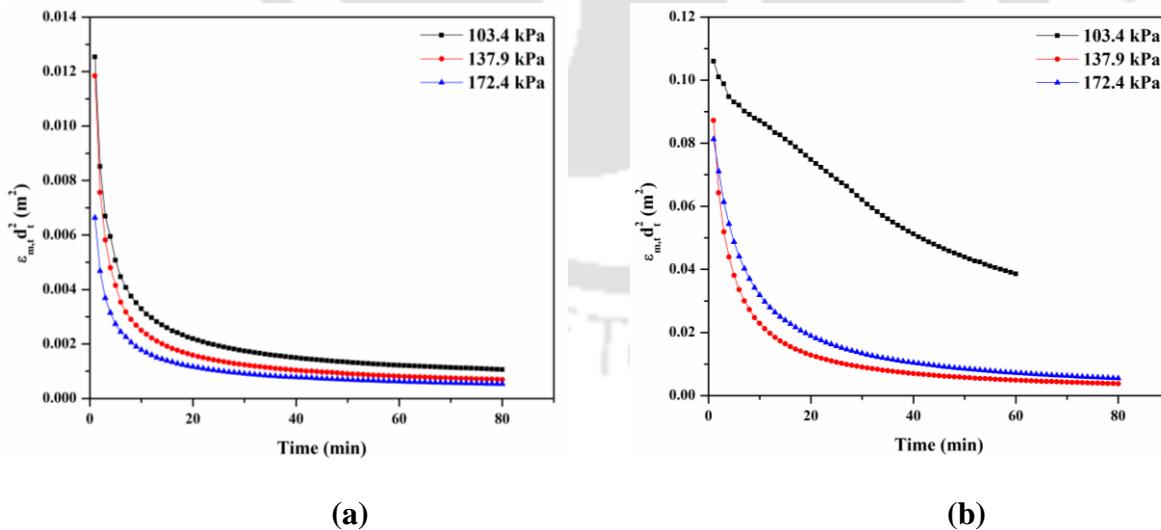 0.014
0.012
0.010
0.008
0.006
0.004
0.002
0.000
ε_{m,t} d_t^2 (m^2)
103.4 kPa
137.9 kPa
172.4 kPa
0 20 40 60 80
Time (min)
(a)
0.12
0.10
0.08
0.06
0.04
0.02
0.00
ε_{m,t} d_t^2 (m^2)
103.4 kPa
137.9 kPa
172.4 kPa
0 20 40 60 80
Time (min)
(b)